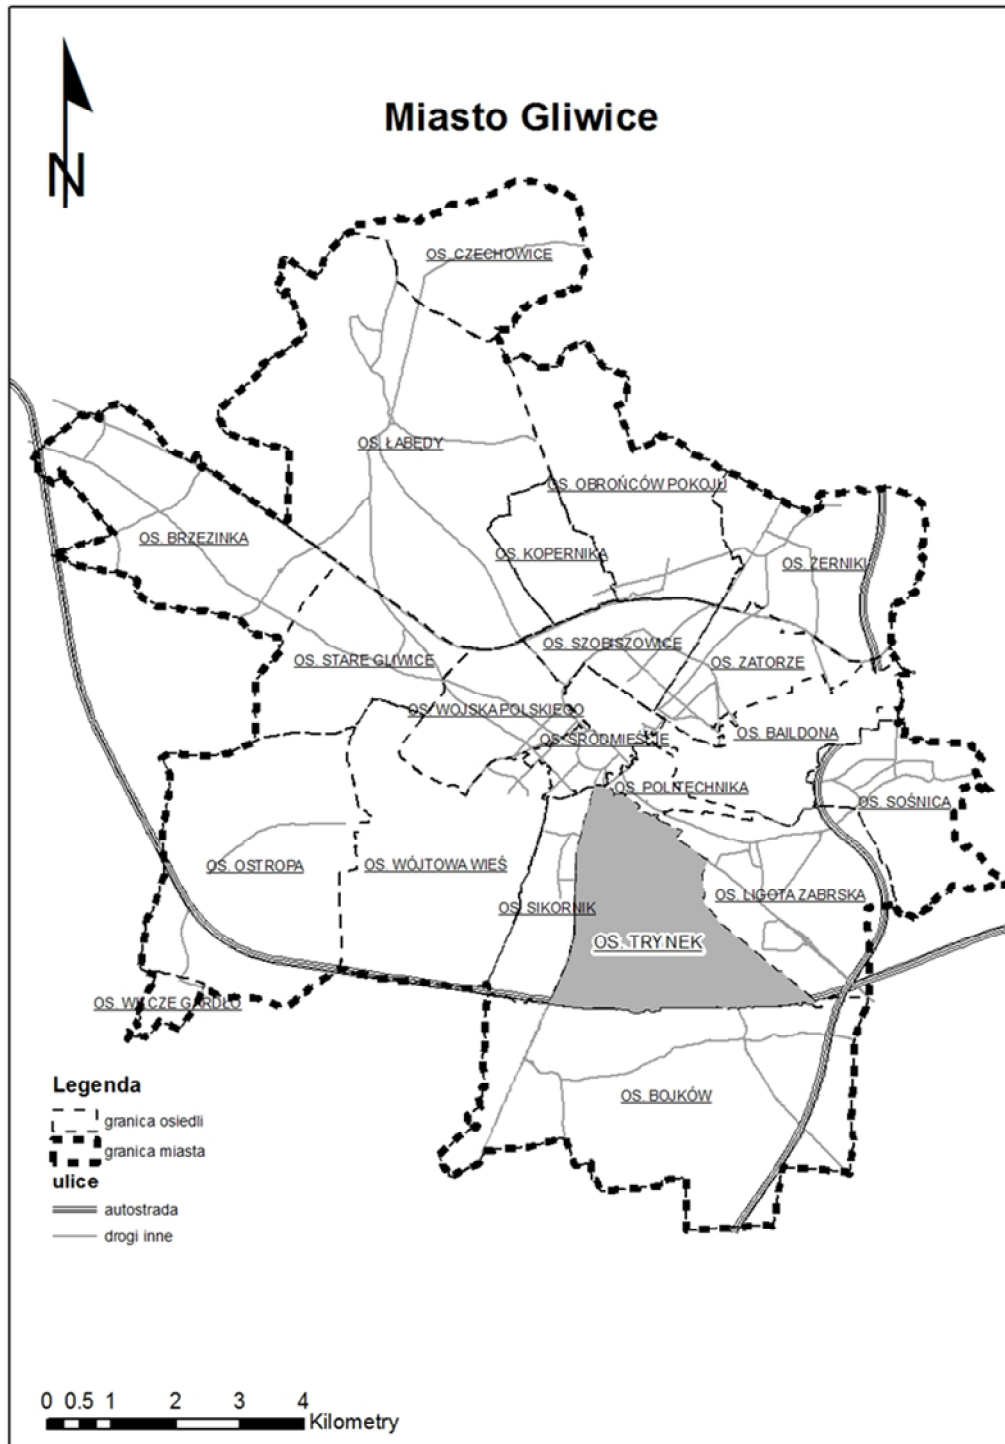 Miasto Gliwice
N
OS. CZECHOWICE
OS. ŁABĘDY
OS. OBROŃCÓW POKOJU
OS. BRZEZINKA
OS. KOPERNIKA
OS. ŻERNIKI
OS. SZOBISZOWICE
OS. STARE GLIWICE
OS. ZATORZE
OS. WOJSKA POLSKIEGO
OS. ŚRÓDMIEŚCIE
OS. BAILDONA
OS. POLITECHNIKA
OS. SOŚNICA
OS. OSTROPA
OS. WÓJTOWA WIEŚ
OS. LIGOTA ZABRSKA
OS. SIKORNIK
OS. TRYNEK
OS. WILCZE GARDŁO
OS. BOJKÓW
Legenda
granica osiedli
granica miasta
ulice
autostrada
drogi inne
0 0.5 1 2 3 4
Kilometry